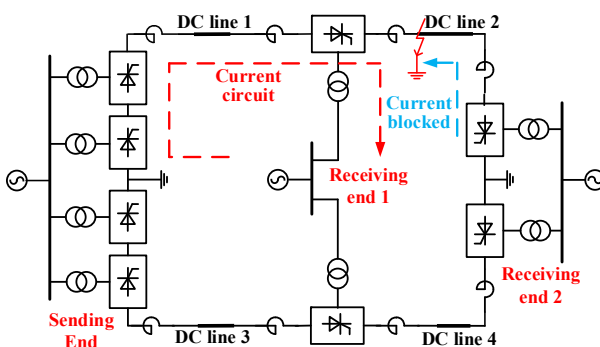 DC line 1
DC line 2
Current
circuit
Current
blocked
Receiving
end 1
Receiving
end 2
Sending
End
DC line 3
DC line 4